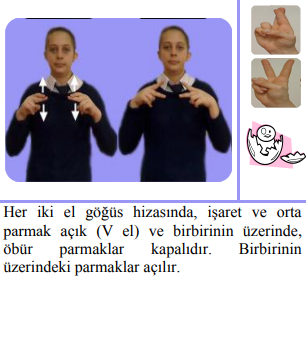 Her iki el göğüs hizasında, işaret ve orta
parmak açık (V el) ve birbirinin üzerinde,
öbür parmaklar kapalıdır. Birbirinin
üzerindeki parmaklar açılır.